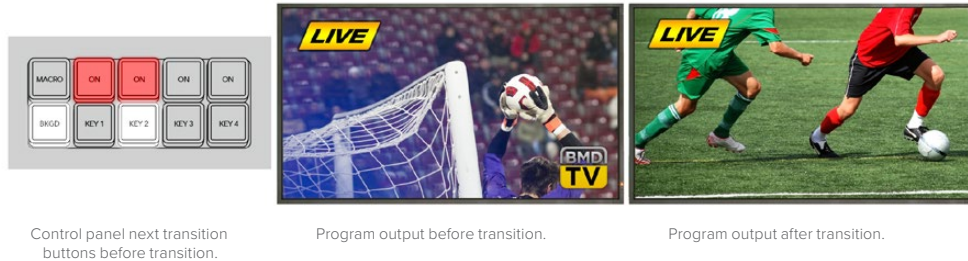 MACRO ON ON ON ON
BKGD KEY 1 KEY 2 KEY 3 KEY 4
LIVE
BMD
TV
LIVE
Control panel next transition
buttons before transition.
Program output before transition.
Program output after transition.